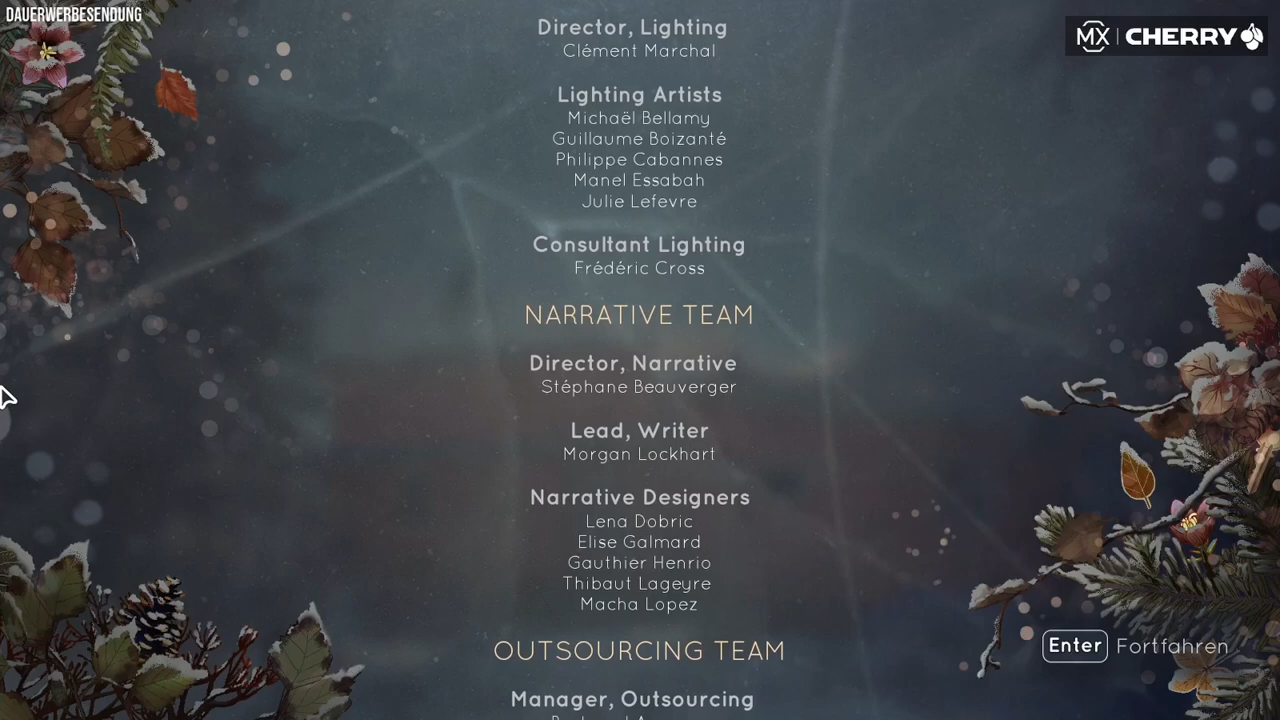 DAUERWERBESENDUNG
MX | CHERRY
Director, Lighting
Clément Marchal
Lighting Artists
Michaël Bellamy
Guillaume Boizanté
Philippe Cabannes
Manel Essabah
Julie Lefevre
Consultant Lighting
Frédéric Cross
NARRATIVE TEAM
Director, Narrative
Stéphane Beauverger
Lead, Writer
Morgan Lockhart
Narrative Designers
Lena Dobric
Elise Galmard
Gauthier Henrio
Thibaut Lageyre
Macha Lopez
OUTSOURCING TEAM
Enter Fortfahren
Manager, Outsourcing